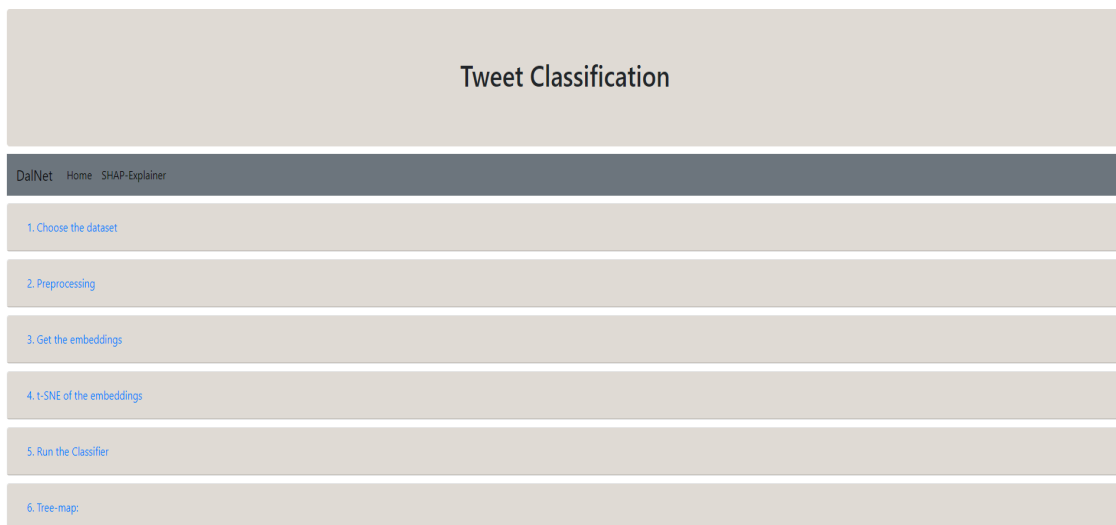 Tweet Classification
DalNet Home SHAP-Explainer
1. Choose the dataset
2. Preprocessing
3. Get the embeddings
4. t-SNE of the embeddings
5. Run the Classifier
6. Tree-map: